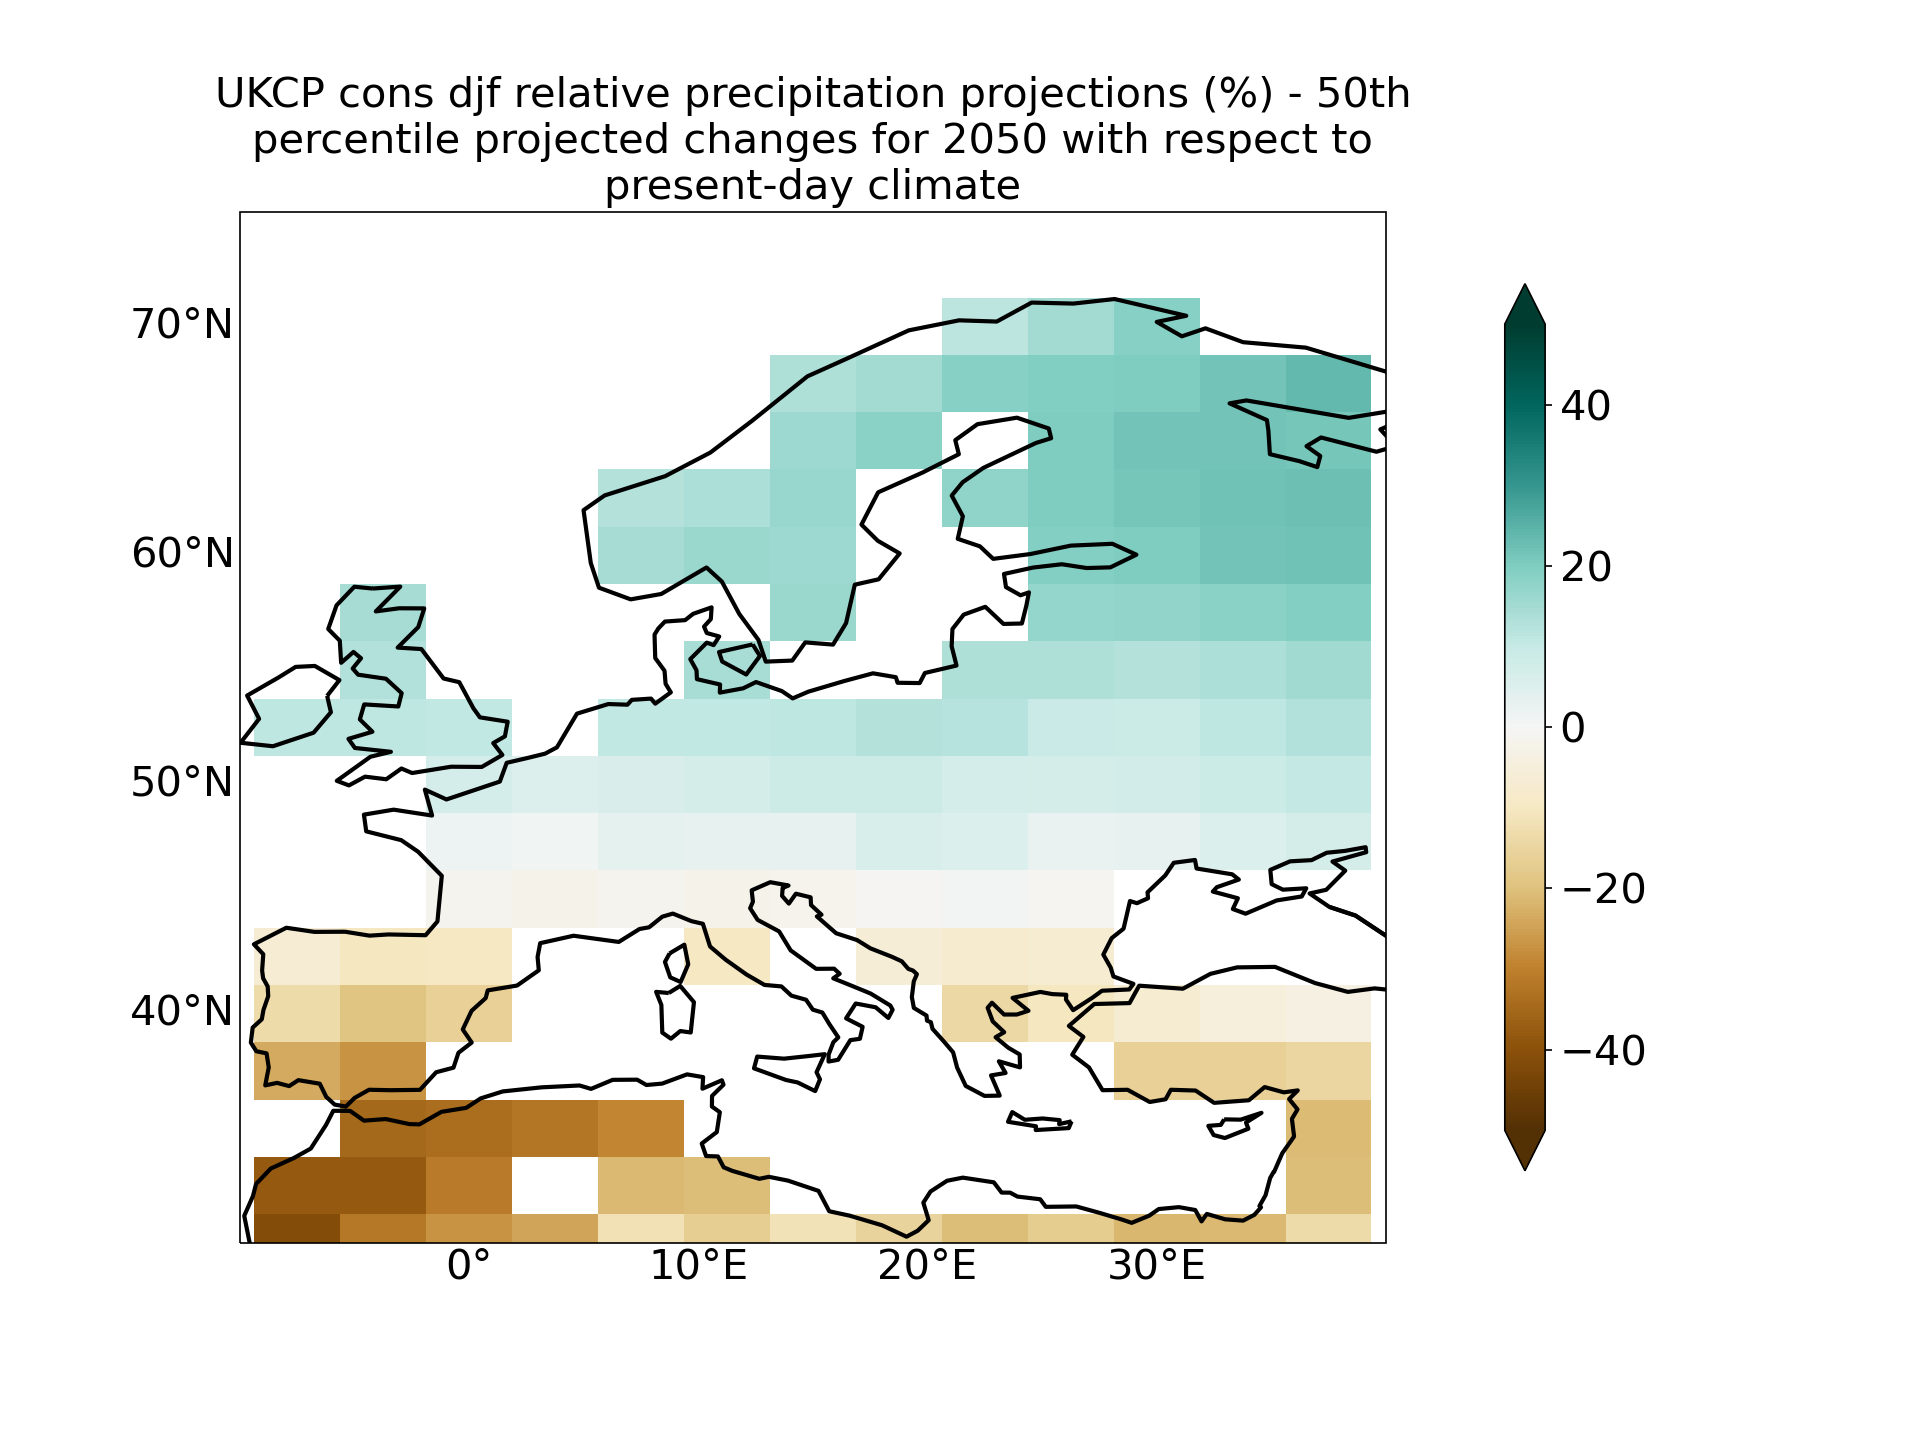 UKCP cons djf relative precipitation projections (%) - 50th
percentile projected changes for 2050 with respect to
present-day climate
70°N
60°N
50°N
40°N
0°
10°E
20°E
30°E
40
20
0
−20
−40